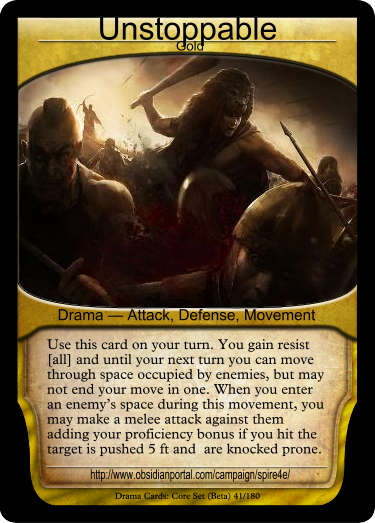 Unstoppable
Gold
Drama — Attack, Defense, Movement
Use this card on your turn. You gain resist
[all] and until your next turn you can move
through space occupied by enemies, but may
not end your move in one. When you enter
an enemy's space during this movement, you
may make a melee attack against them
adding your proficiency bonus if you hit the
target is pushed 5 ft and  are knocked prone.
http://www.obsidianportal.com/campaign/spire4e/
Drama Cards: Core Set (Beta) 41/180